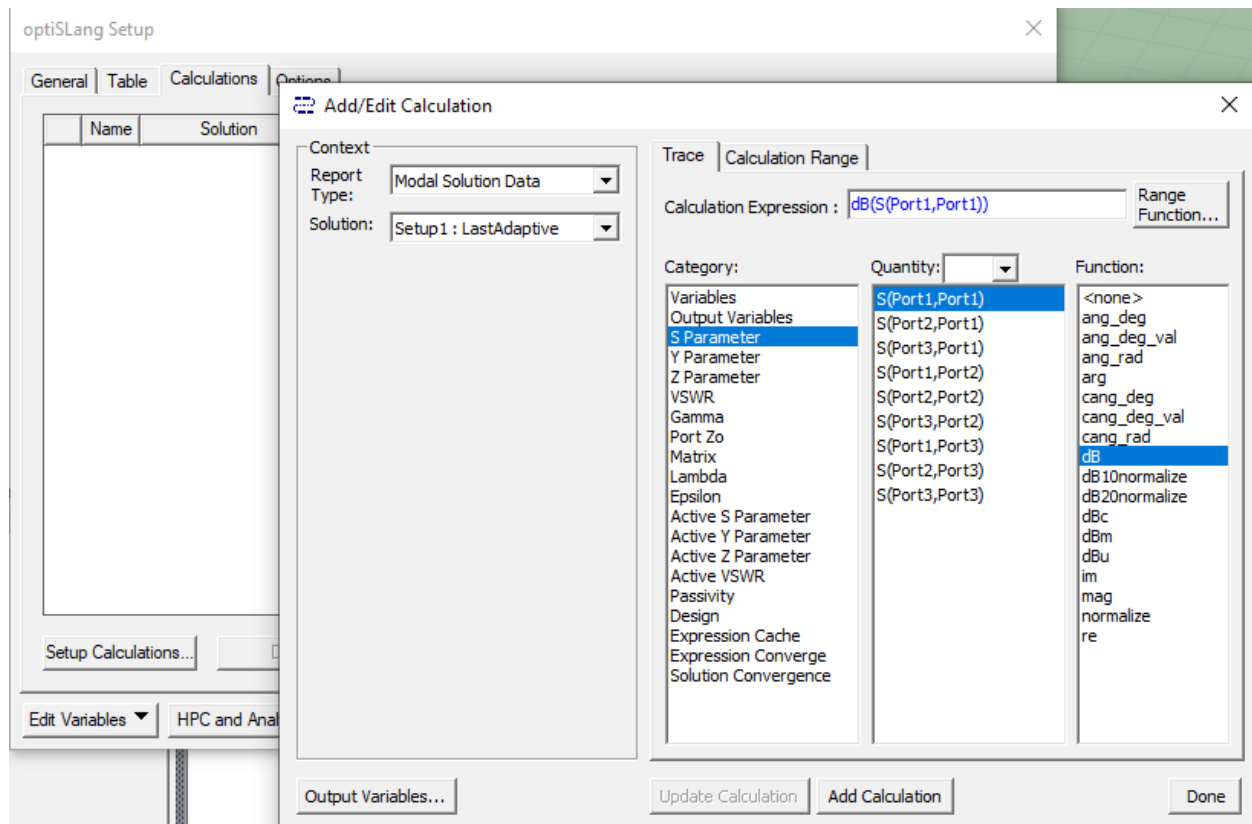 optiSLang Setup
General Table Calculations Options
Name Solution
Setup Calculations...
Edit Variables HPC and Anal
Add/Edit Calculation
Context
Report Type:
Modal Solution Data
Solution:
Setup1 : LastAdaptive
Output Variables...
Trace Calculation Range
Calculation Expression : dB(S(Port1,Port1))
Range Function...
Category:
Variables
Output Variables
S Parameter
Y Parameter
Z Parameter
VSWR
Gamma
Port Zo
Matrix
Lambda
Epsilon
Active S Parameter
Active Y Parameter
Active Z Parameter
Active VSWR
Passivity
Design
Expression Cache
Expression Converge
Solution Convergence
Quantity:
S(Port1,Port1)
S(Port2,Port1)
S(Port3,Port1)
S(Port1,Port2)
S(Port2,Port2)
S(Port3,Port2)
S(Port1,Port3)
S(Port2,Port3)
S(Port3,Port3)
Function:
<none>
ang_deg
ang_deg_val
ang_rad
arg
cang_deg
cang_deg_val
cang_rad
dB
dB10normalize
dB20normalize
dBc
dBm
dBu
im
mag
normalize
re
Update Calculation Add Calculation Done